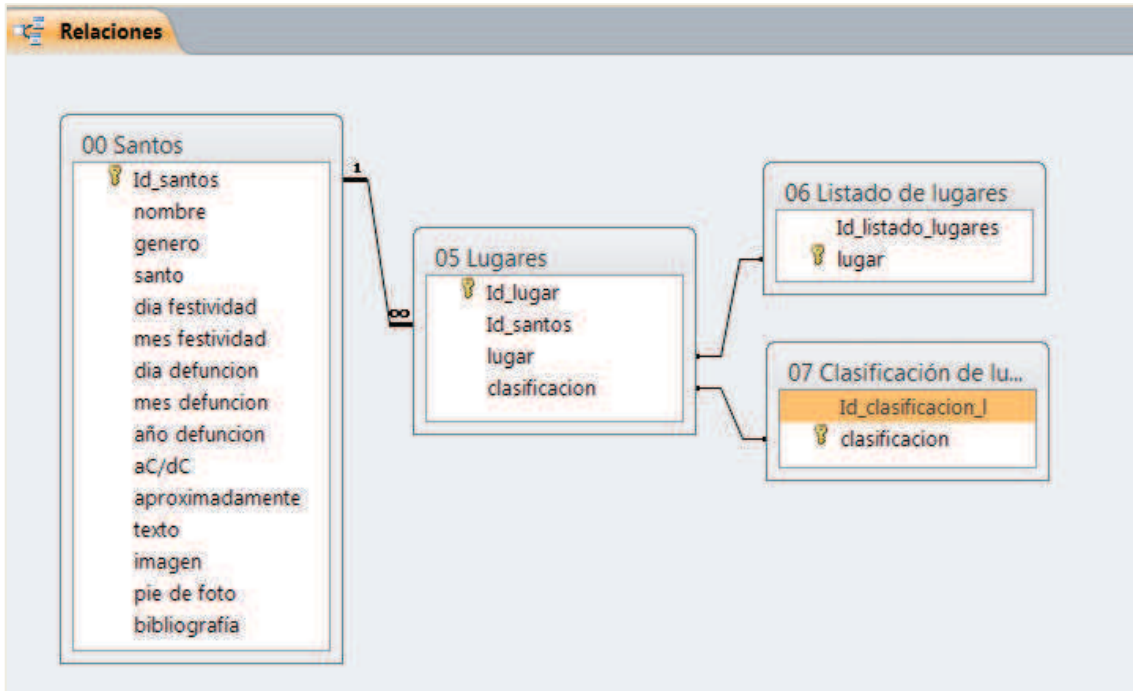 Relaciones
00 Santos
Id_santos
nombre
genero
santo
dia festividad
mes festividad
dia defuncion
mes defuncion
año defuncion
aC/dC
aproximadamente
texto
imagen
pie de foto
bibliografía
1
∞
05 Lugares
Id_lugar
Id_santos
lugar
clasificacion
06 Listado de lugares
Id_listado_lugares
lugar
07 Clasificación de lu...
Id_clasificacion_l
clasificacion